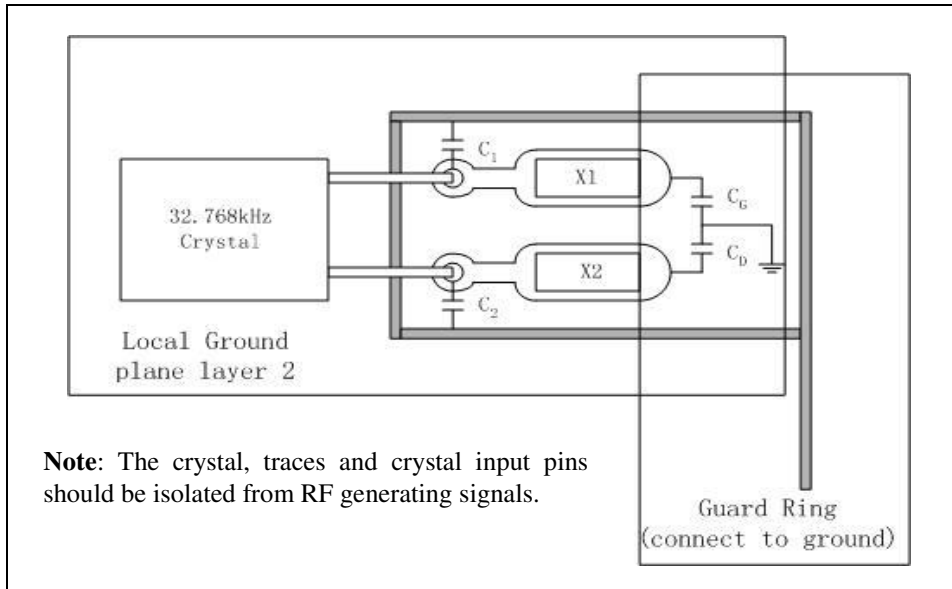 C1
X1
32.768kHz
Crystal
CG
CD
X2
C2
Local Ground
plane layer 2
Note: The crystal, traces and crystal input pins
should be isolated from RF generating signals.
Guard Ring
(connect to ground)